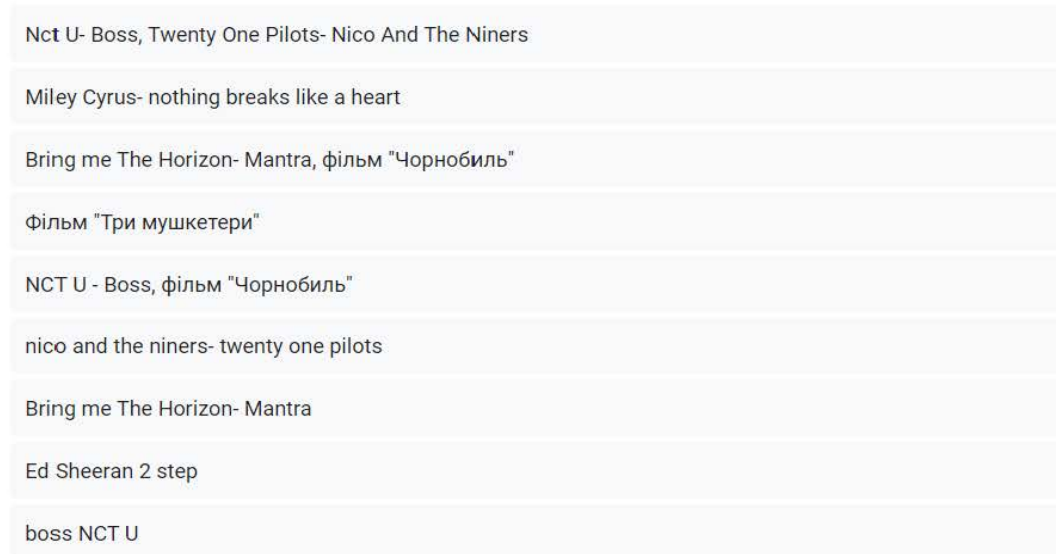 Nct U- Boss, Twenty One Pilots- Nico And The Niners
Miley Cyrus- nothing breaks like a heart
Bring me The Horizon- Mantra, фільм "Чорнобиль"
Фільм "Три мушкетери"
NCT U - Boss, фільм "Чорнобиль"
nico and the niners- twenty one pilots
Bring me The Horizon- Mantra
Ed Sheeran 2 step
boss NCT U